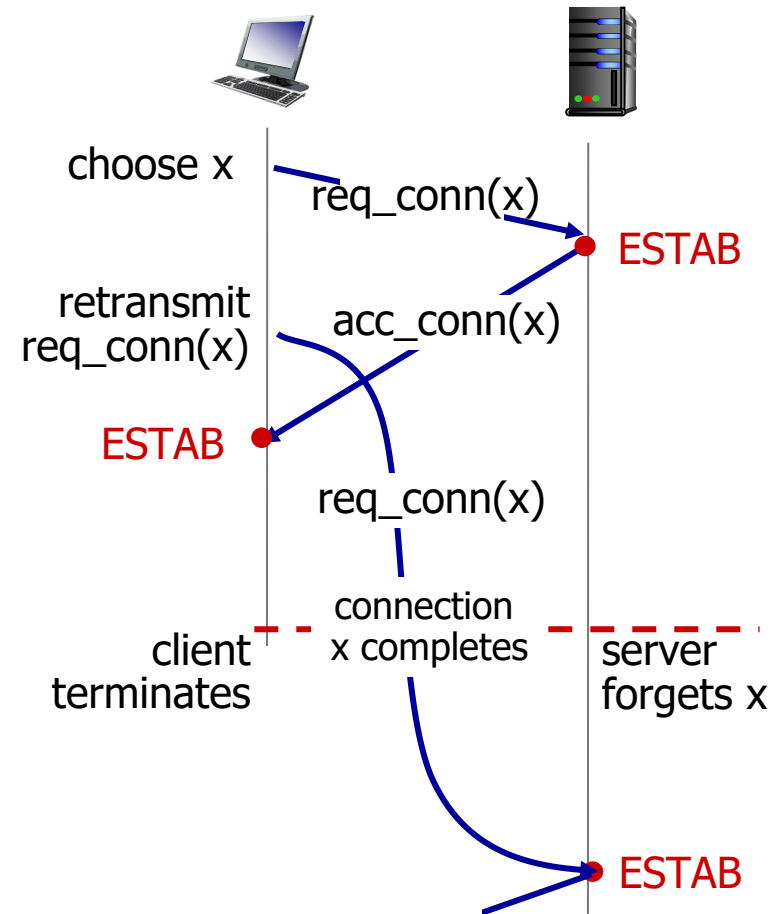 choose x
req_conn(x)
ESTAB
retransmit
req_conn(x)
acc_conn(x)
ESTAB
req_conn(x)
connection
x completes
client
terminates
server
forgets x
ESTAB